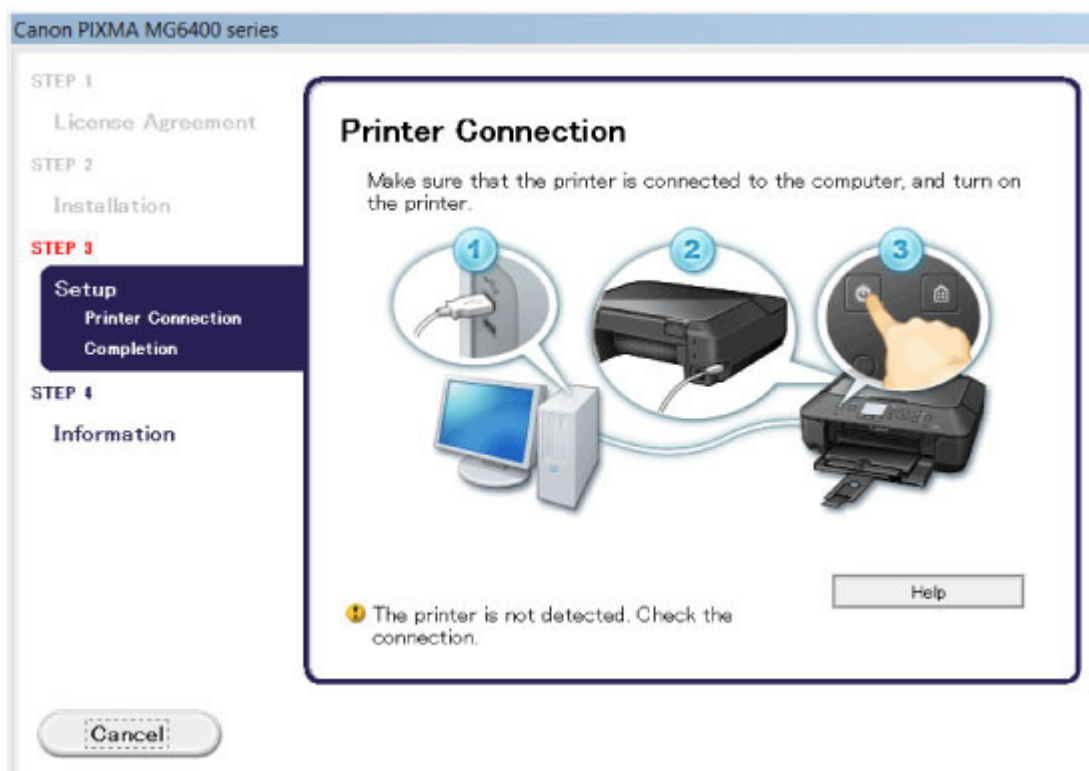 Canon PIXMA MG6400 series
STEP 1
License Agreement
STEP 2
Installation
STEP 3
Setup
Printer Connection
Completion
STEP 4
Information
Printer Connection
Make sure that the printer is connected to the computer, and turn on
the printer.
1
2
3
Help
The printer is not detected. Check the
connection.
Cancel